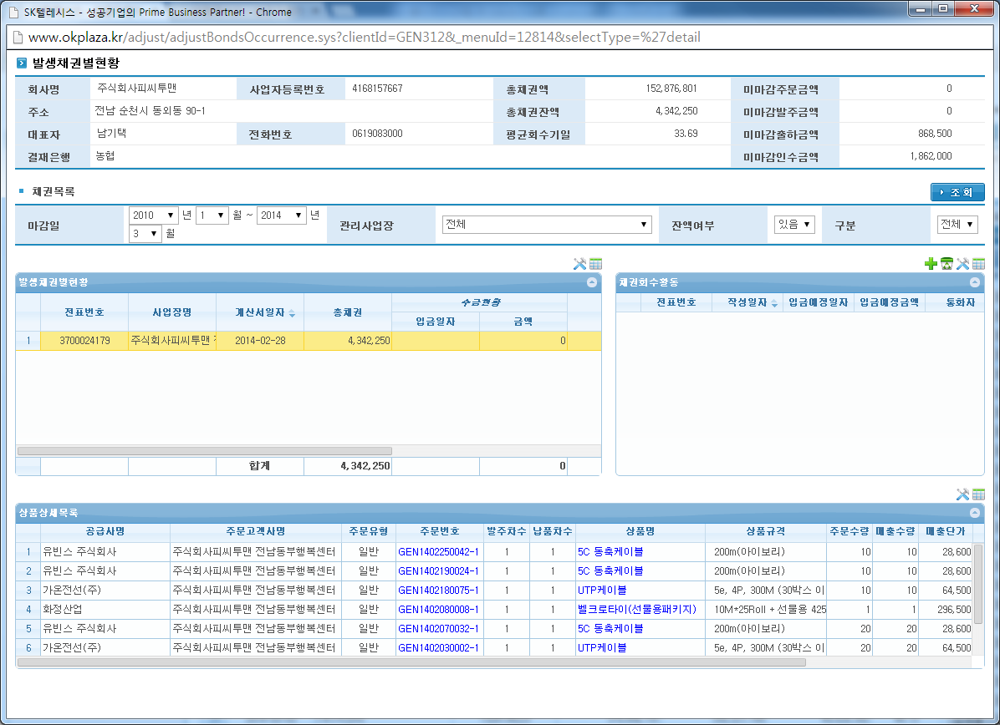 SK텔레시스 - 성공기업의 Prime Business Partner! - Chrome
www.okplaza.kr/adjust/adjustBondsOccurrence.sys?clientId=GEN312&_menuId=12814&selectType=%27detail
발생채권별현황
회사명 주식회사피씨투맨 사업자등록번호 4168157667 총채권액 152,876,801 미마감주문금액 0
주소 전남 순천시 동외동 90-1 총채권잔액 4,342,250 미마감발주금액 0
대표자 남기택 전화번호 0619083000 평균회수기일 33.69 미마감출하금액 868,500
결재은행 농협 미마감인수금액 1,862,000
채권목록 조회
마감일 2010 년 1 월 ~ 2014 년 관리사업장 전체 잔액여부 있음 구분 전체
3 월
발생채권별현황 채권회수활동
전표번호 사업장명 계산서일자 총채권 수금현황 전표번호 작성일자 입금예정일자 입금예정금액 통화자
입금일자 금액
1 3700024179 주식회사피씨투맨 2014-02-28 4,342,250 0
합계 4,342,250 0
상품상세목록
공급사명 주문고객사명 주문유형 주문번호 발주차수 납품차수 상품명 상품규격 주문수량 매출수량 매출단가
1 유빈스 주식회사 주식회사피씨투맨 전남동부행복센터 일반 GEN1402250042-1 1 1 5C 동축케이블 200m(아이보리) 10 10 28,600
2 유빈스 주식회사 주식회사피씨투맨 전남동부행복센터 일반 GEN1402190024-1 1 1 5C 동축케이블 200m(아이보리) 10 10 28,600
3 가온전선(주) 주식회사피씨투맨 전남동부행복센터 일반 GEN1402180075-1 1 1 UTP케이블 5e, 4P, 300M (30박스 이 10 10 64,500
4 화정산업 주식회사피씨투맨 전남동부행복센터 일반 GEN1402080008-1 1 1 벨크로타이(선물용패키지) 10M*25Roll + 선물용 425 1 1 296,500
5 유빈스 주식회사 주식회사피씨투맨 전남동부행복센터 일반 GEN1402070032-1 1 1 5C 동축케이블 200m(아이보리) 20 20 28,600
6 가온전선(주) 주식회사피씨투맨 전남동부행복센터 일반 GEN1402030002-1 1 1 UTP케이블 5e, 4P, 300M (30박스 이 20 20 64,500